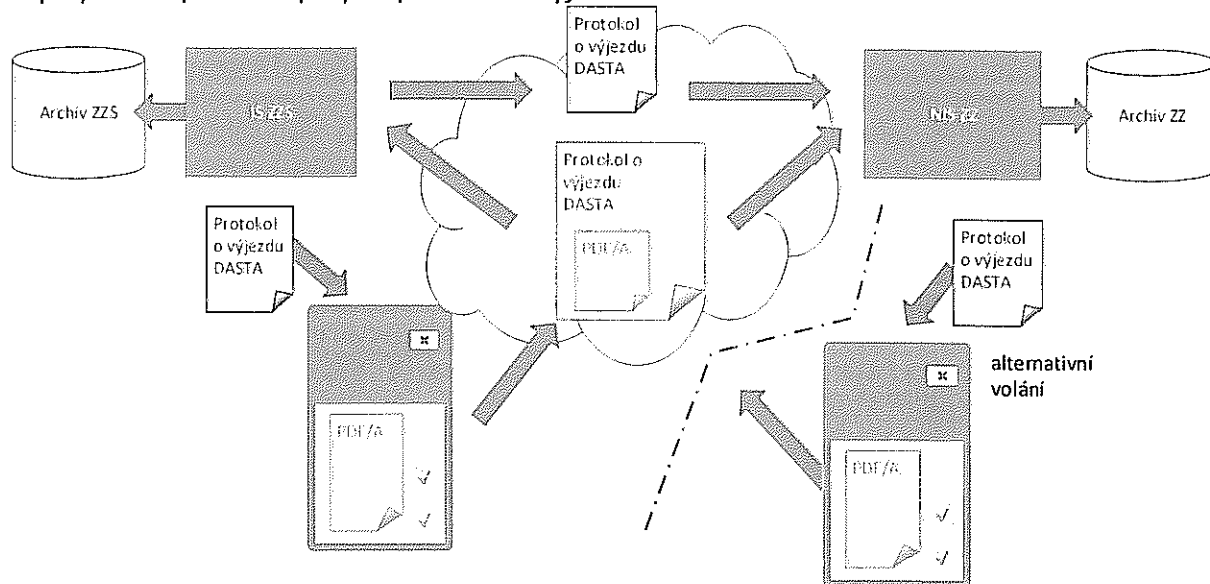 Protokol
o výjezdu
DASTA
Archív ZZS
IS ZZS
NIS ZZ
Archiv ZZ
Protokol o
výjezdu
DASTA
PDF/A
Protokol
o výjezdu
DASTA
Protokol
o výjezdu
DASTA
alternativní
volání
PDF/A
PDF/A